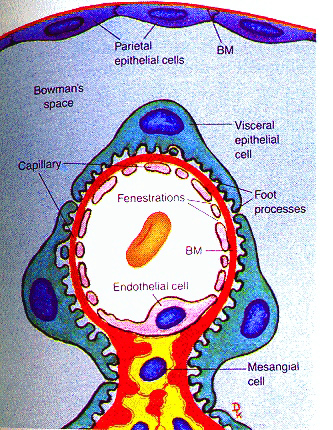 Parietal
epithelial cells
BM
Bowman's
space
Visceral
epithelial
cell
Capillary
Foot
processes
Fenestrations
BM
Endothelial cell
Mesangial
cell